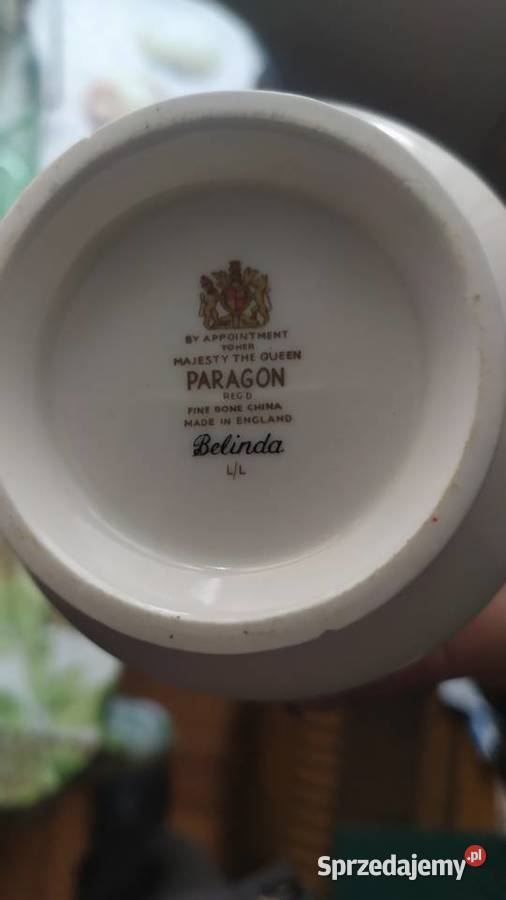 BY APPOINTMENT
TO HER
MAJESTY THE QUEEN
PARAGON
REG'D
FINE BONE CHINA
MADE IN ENGLAND
Belinda
L/L
Sprzedajemy.pl